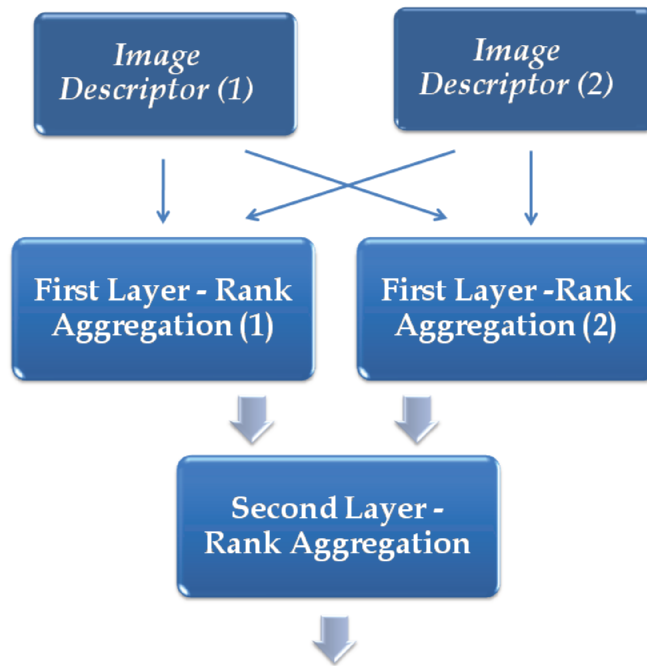 Image
Descriptor (1)
Image
Descriptor (2)
First Layer - Rank
Aggregation (1)
First Layer -Rank
Aggregation (2)
Second Layer -
Rank Aggregation